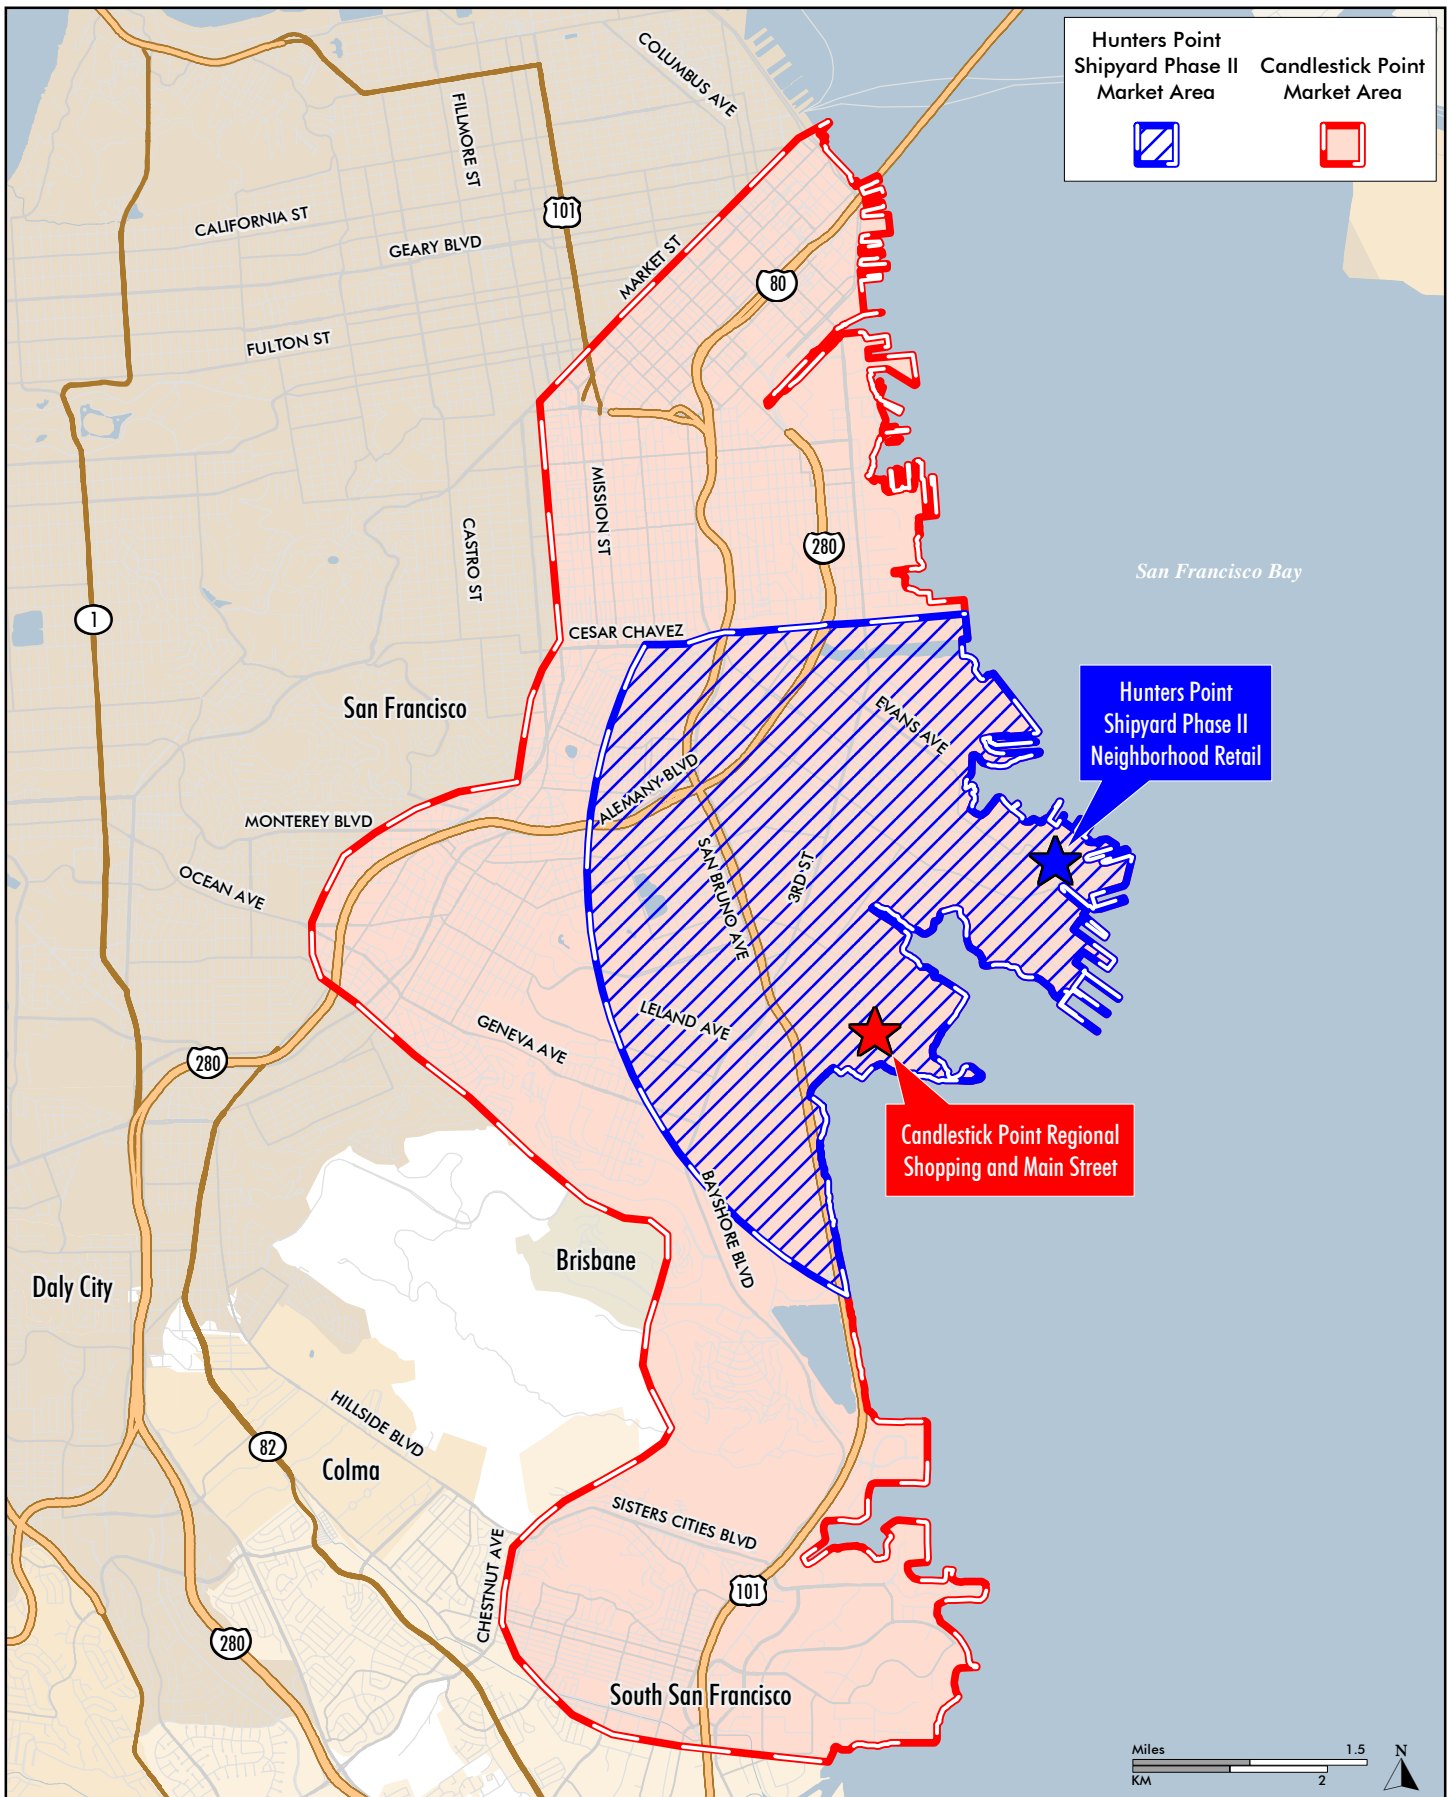 Hunters Point
Shipyard Phase II
Market Area
Candlestick Point
Market Area
COLUMBUS AVE
FILLMORE ST
101
CALIFORNIA ST
GEARY BLVD
MARKET ST
80
FULTON ST
MISSION ST
CASTRO ST
280
San Francisco Bay
1
CESAR CHAVEZ
San Francisco
EVANS AVE
Hunters Point
Shipyard Phase II
Neighborhood Retail
ALEMANY BLVD
MONTEREY BLVD
OCEAN AVE
SAN BRUNO AVE
3RD ST
LELAND AVE
GENEVA AVE
280
Candlestick Point Regional
Shopping and Main Street
BAYSHORE BLVD
Brisbane
Daly City
HILLSIDE BLVD
82
Colma
SISTERS CITIES BLVD
CHESTNUT AVE
101
280
South San Francisco
Miles 1.5
KM 2
N